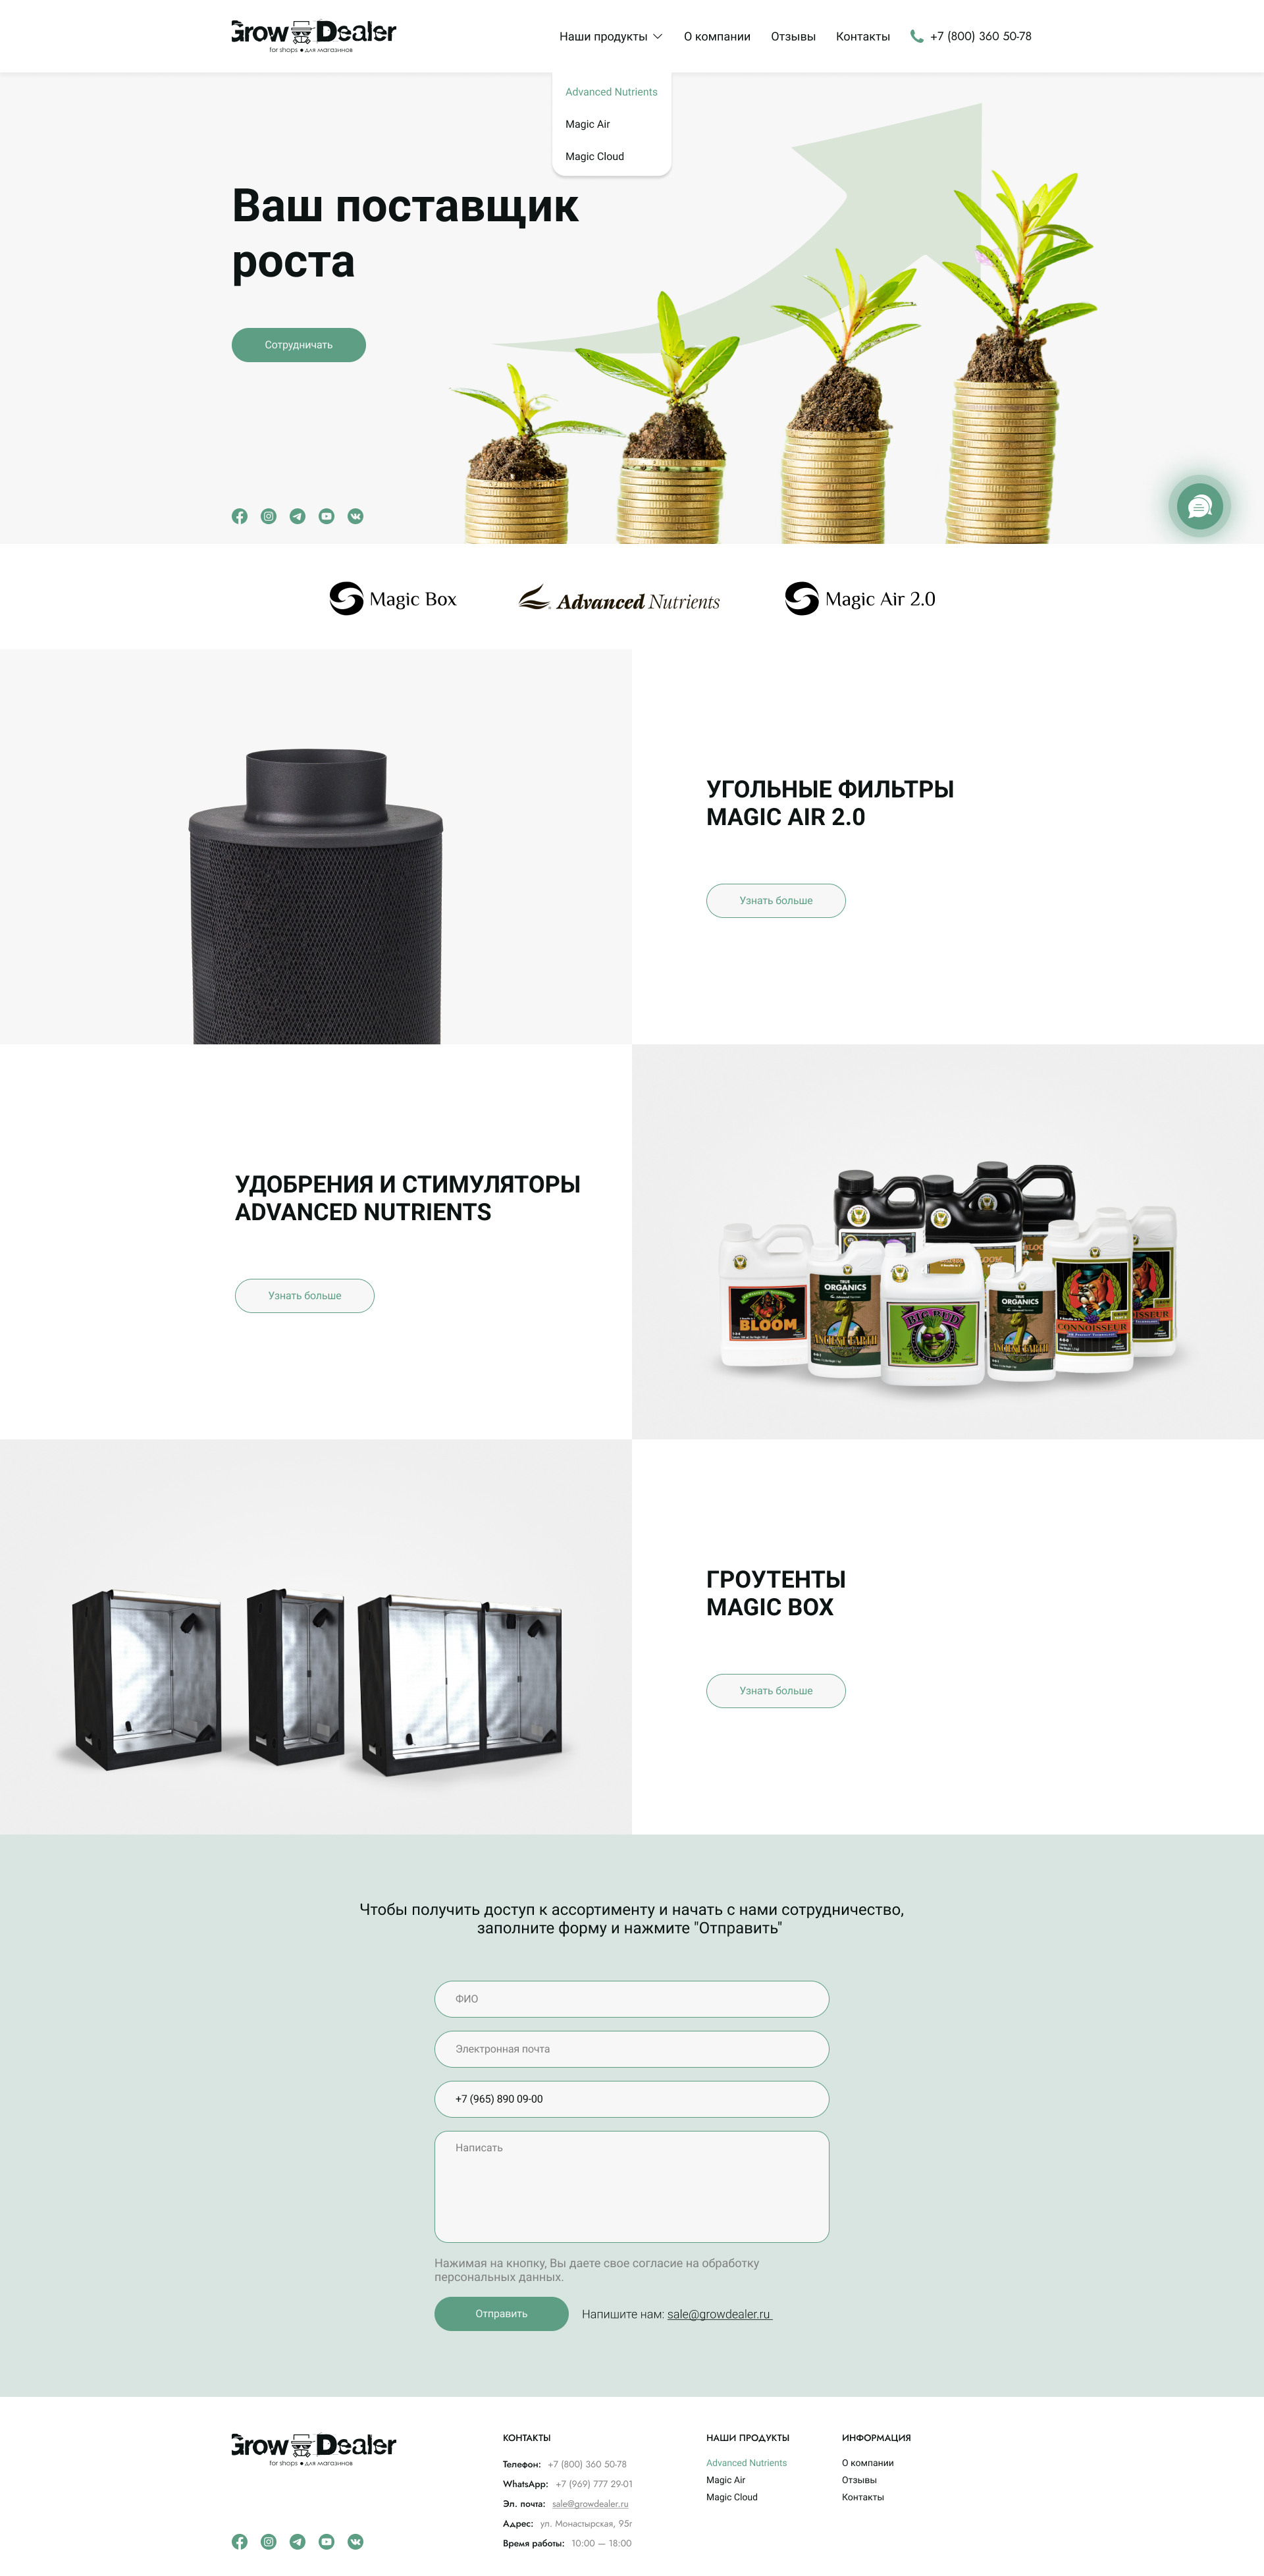 Grow Dealer
for shops • для магазинов
Наши продукты
О компании
Отзывы
Контакты
+7 (800) 360 50-78
Advanced Nutrients
Magic Air
Magic Cloud
Ваш поставщик
роста
Сотрудничать
Magic Box
Advanced Nutrients
Magic Air 2.0
УГОЛЬНЫЕ ФИЛЬТРЫ
MAGIC AIR 2.0
Узнать больше
УДОБРЕНИЯ И СТИМУЛЯТОРЫ
ADVANCED NUTRIENTS
Узнать больше
BLOOM
TRUE
ORGANICS
ANCIENT EARTH
BIG BUD
TRUE
ORGANICS
ANCIENT EARTH
CONNOISSEUR
ГРОУТЕНТЫ
MAGIC BOX
Узнать больше
Чтобы получить доступ к ассортименту и начать с нами сотрудничество,
заполните форму и нажмите "Отправить"
ФИО
Электронная почта
+7 (965) 890 09-00
Написать
Нажимая на кнопку, Вы даете свое согласие на обработку
персональных данных.
Отправить
Напишите нам: sale@growdealer.ru
Grow Dealer
for shops • для магазинов
КОНТАКТЫ
Телефон: +7 (800) 360 50-78
WhatsApp: +7 (969) 777 29-01
Эл. почта: sale@growdealer.ru
Адрес: ул. Монастырская, 95г
Время работы: 10:00 — 18:00
НАШИ ПРОДУКТЫ
Advanced Nutrients
Magic Air
Magic Cloud
ИНФОРМАЦИЯ
О компании
Отзывы
Контакты